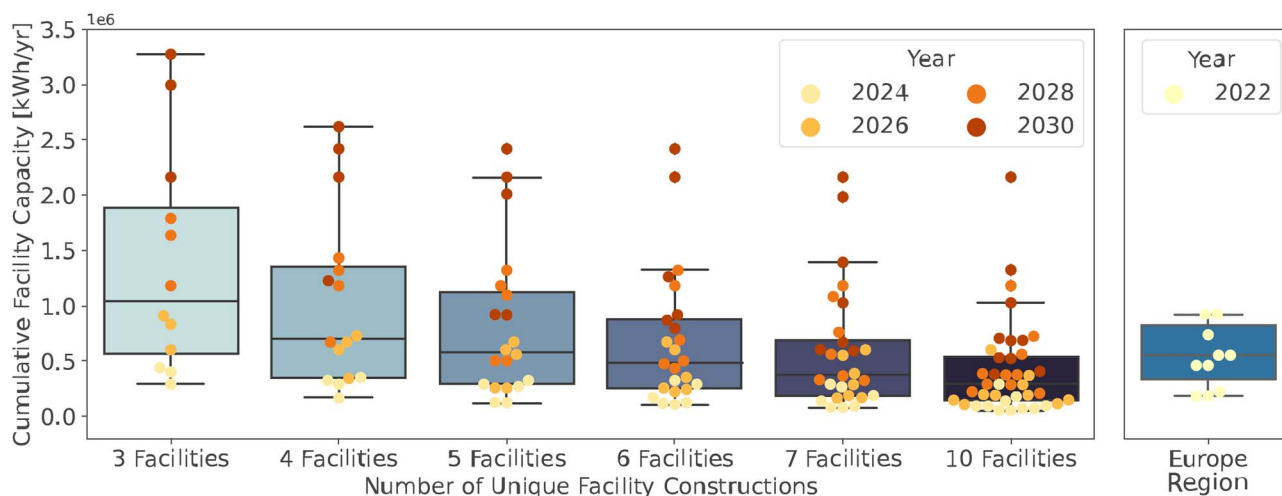 1e6
3.5
3.0
2.5
2.0
1.5
1.0
0.5
0.0
Cumulative Facility Capacity [kWh/yr]
Year
2024
2026
2028
2030
3 Facilities
4 Facilities
5 Facilities
6 Facilities
7 Facilities
10 Facilities
Number of Unique Facility Constructions
Year
2022
Europe
Region